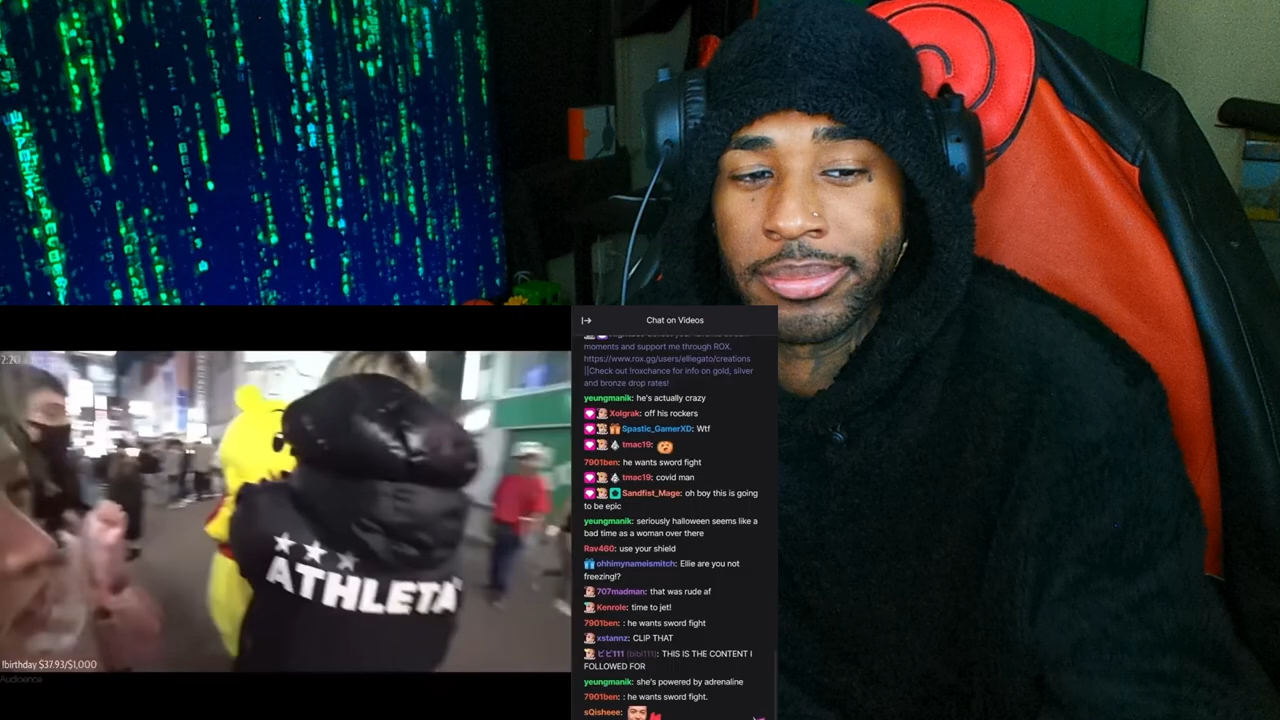 2:20
ATHLETA
!birthday $37.93/$1,000
Audioence
Chat on Videos
moments and support me through ROX.
https://www.rox.gg/users/elliegato/creations
||Check out !roxchance for info on gold, silver
and bronze drop rates!
yeungmanik: he's actually crazy
Xolgrak: off his rockers
Spastic_GamerXD: Wtf
tmac19:
7901ben: he wants sword fight
tmac19: covid man
Sandfist_Mage: oh boy this is going
to be epic
yeungmanik: seriously halloween seems like a
bad time as a woman over there
Rav460: use your shield
ohhimynameismitch: Ellie are you not
freezing!?
707madman: that was rude af
Kenrole: time to jet!
7901ben: : he wants sword fight
xstannz: CLIP THAT
ビビ111 (bibi111): THIS IS THE CONTENT I
FOLLOWED FOR
yeungmanik: she's powered by adrenaline
7901ben: : he wants sword fight.
sQisheee: